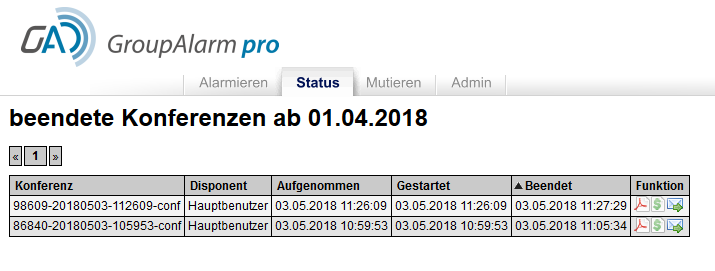 GA GroupAlarm pro
Alarmieren Status Mutieren Admin
beendete Konferenzen ab 01.04.2018
« 1 »
Konferenz Disponent Aufgenommen Gestartet Beendet Funktion
98609-20180503-112609-conf Hauptbenutzer 03.05.2018 11:26:09 03.05.2018 11:26:09 03.05.2018 11:27:29 $
86840-20180503-105953-conf Hauptbenutzer 03.05.2018 10:59:53 03.05.2018 10:59:53 03.05.2018 11:05:34 $